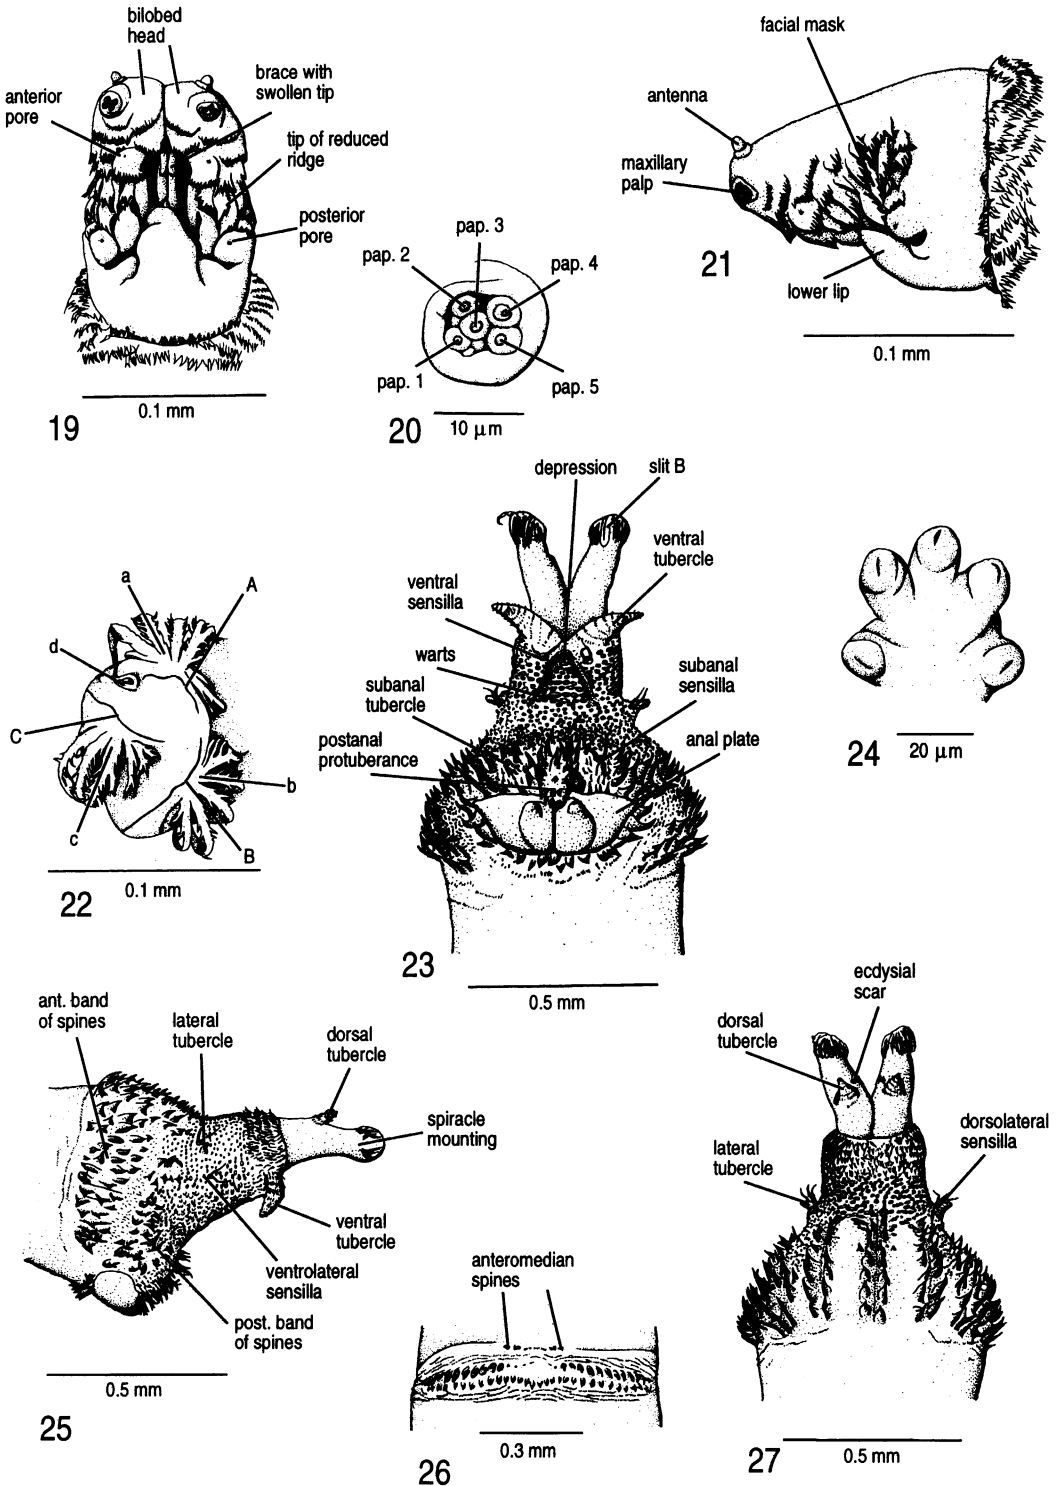 bilobed
head
brace with
swollen tip
anterior
pore
tip of reduced
ridge
posterior
pore
0.1 mm
19
pap. 3
pap. 2
pap. 4
pap. 1
pap. 5
10 µm
20
facial mask
antenna
maxillary
palp
lower lip
21
0.1 mm
a
A
d
C
b
c
B
0.1 mm
22
depression
slit B
ventral
tubercle
ventral
sensilla
warts
subanal
sensilla
subanal
tubercle
anal plate
postanal
protuberance
23
0.5 mm
24
20 µm
ant. band
of spines
lateral
tubercle
dorsal
tubercle
spiracle
mounting
ventral
tubercle
ventrolateral
sensilla
post. band
of spines
0.5 mm
25
anteromedian
spines
0.3 mm
26
ecdysial
scar
dorsal
tubercle
dorsolateral
sensilla
lateral
tubercle
0.5 mm
27